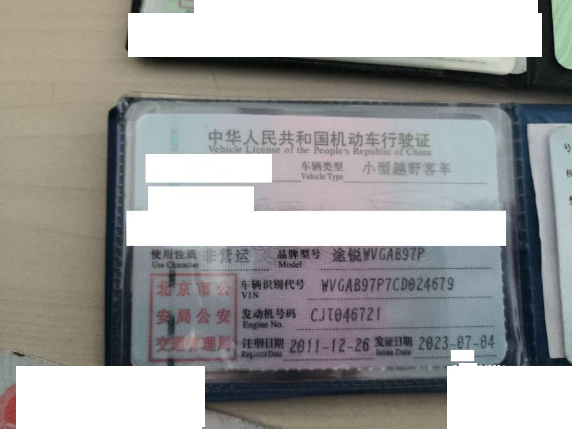 中华人民共和国机动车行驶证
Vehicle License of the People's Republic of China
车辆类型 小型越野客车
Vehicle Type
使用性质 非营运 品牌型号 途锐WVGAB97P
Use Character Model
北京市公安局公安交通管理局
车辆识别代号 WVGAB97P7CD024679
VIN
发动机号码 CJT046721
Engine No.
注册日期 2011-12-26 发证日期 2023-07-04
Register Date Issue Date